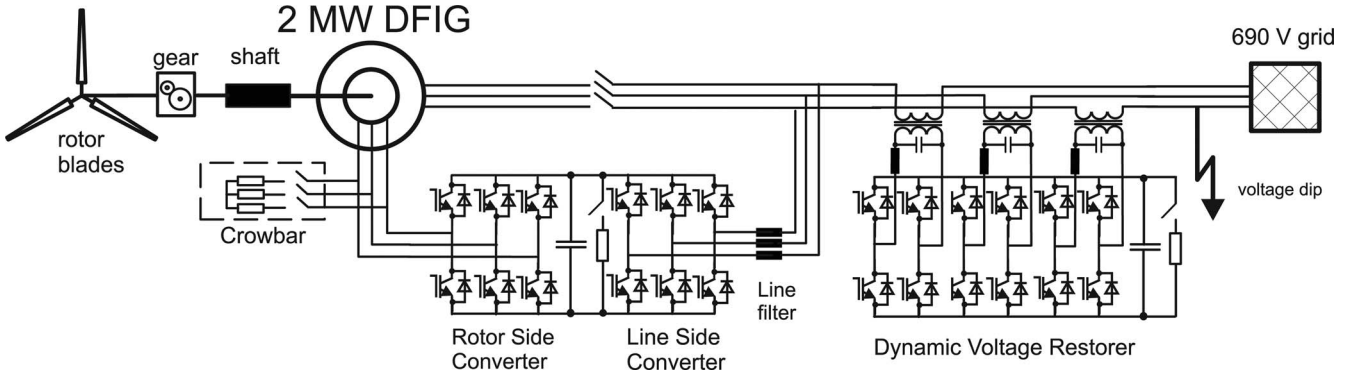 2 MW DFIG
690 V grid
gear
shaft
rotor
blades
voltage dip
Crowbar
Line
filter
Rotor Side
Converter
Line Side
Converter
Dynamic Voltage Restorer